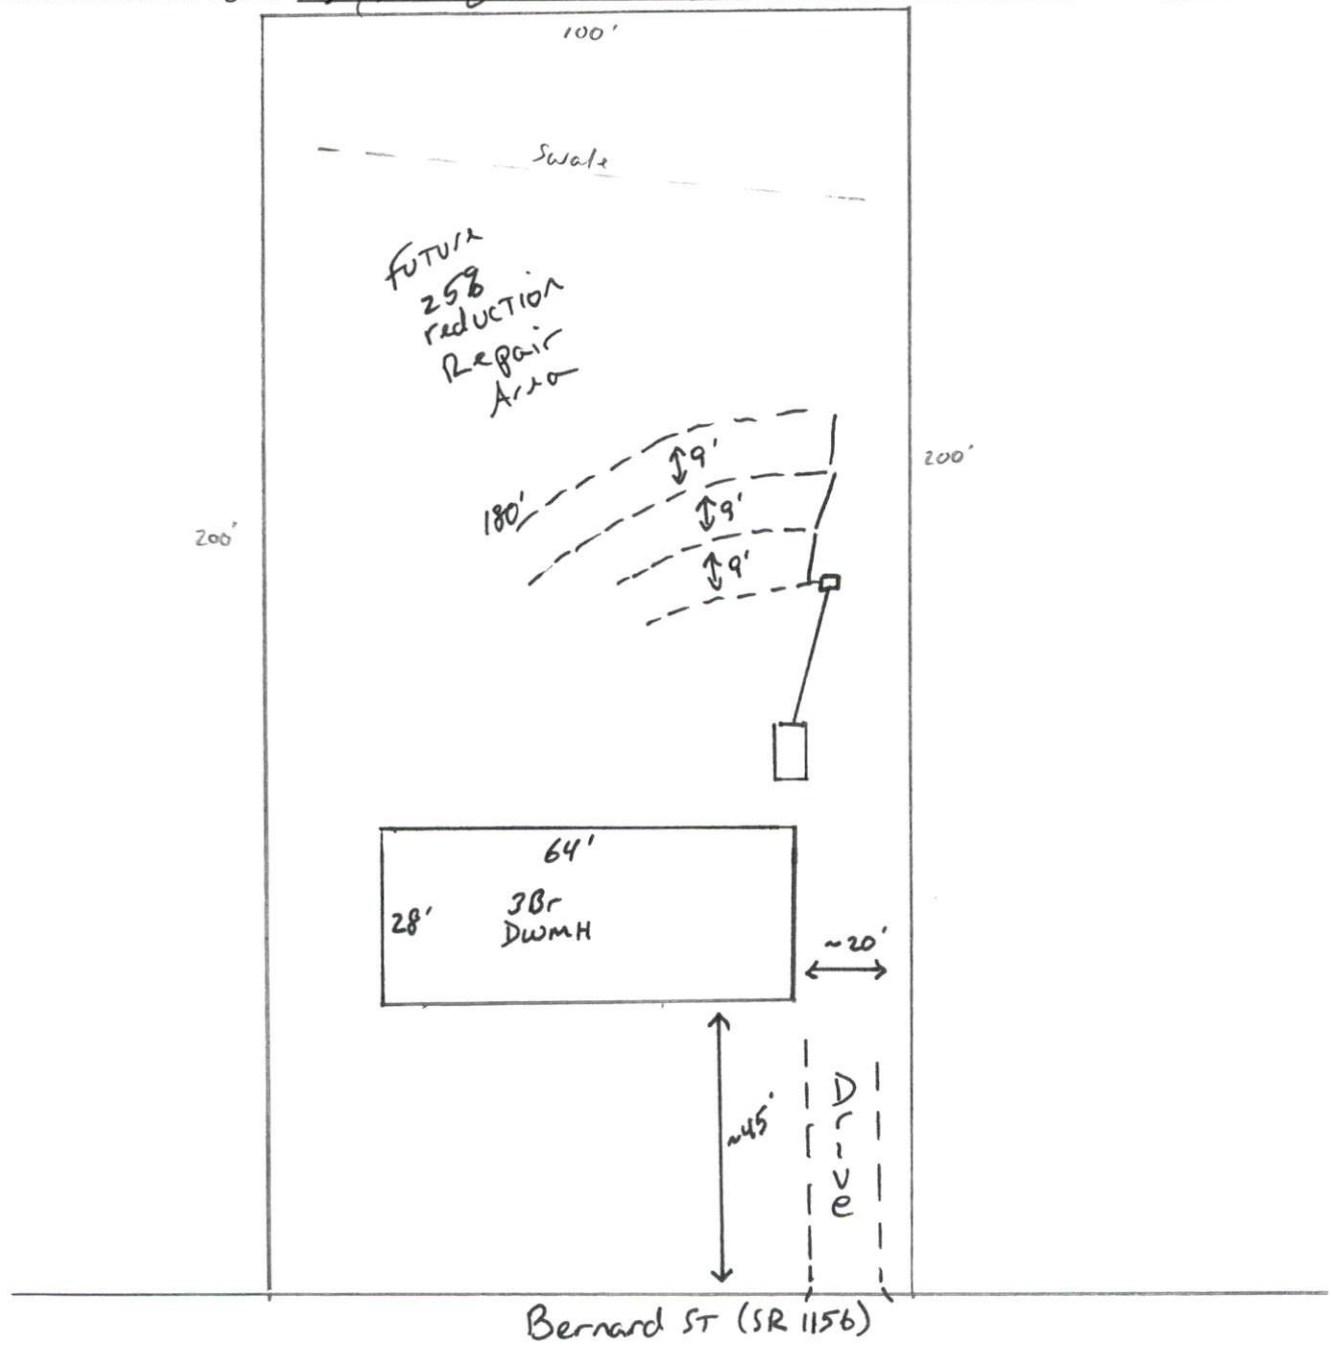 100'
Swale
FUTURE
25%
reduCTion
Repair
Area
9'
200'
180'
9'
200'
9'
64'
28'
3Br
DWMH
~20'
~45'
Drive
Bernard ST (SR 1156)